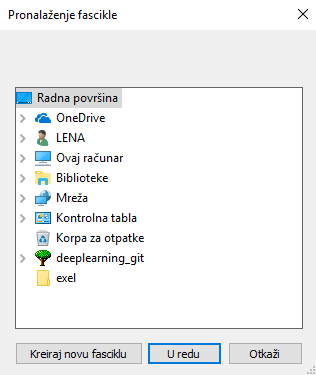 Pronalaženje fascikle
Radna površina
OneDrive
LENA
Ovaj računar
Biblioteke
Mreža
Kontrolna tabla
Korpa za otpatke
deeplearning_git
exel
Kreiraj novu fasciklu U redu Otkaži